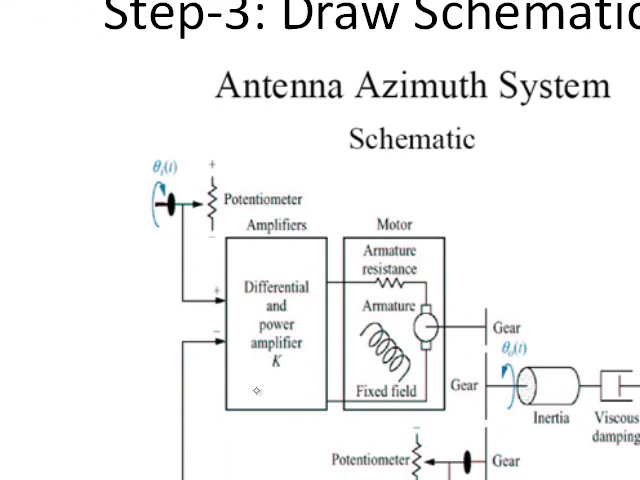 Step-3: Draw Schematic
Antenna Azimuth System
Schematic
θi(t)
+
Potentiometer
−
Amplifiers
Motor
Armature
resistance
Differential
and
power
amplifier
K
+
−
Armature
Fixed field
Gear
θo(t)
Gear
Inertia
Viscous
damping
−
Potentiometer
Gear